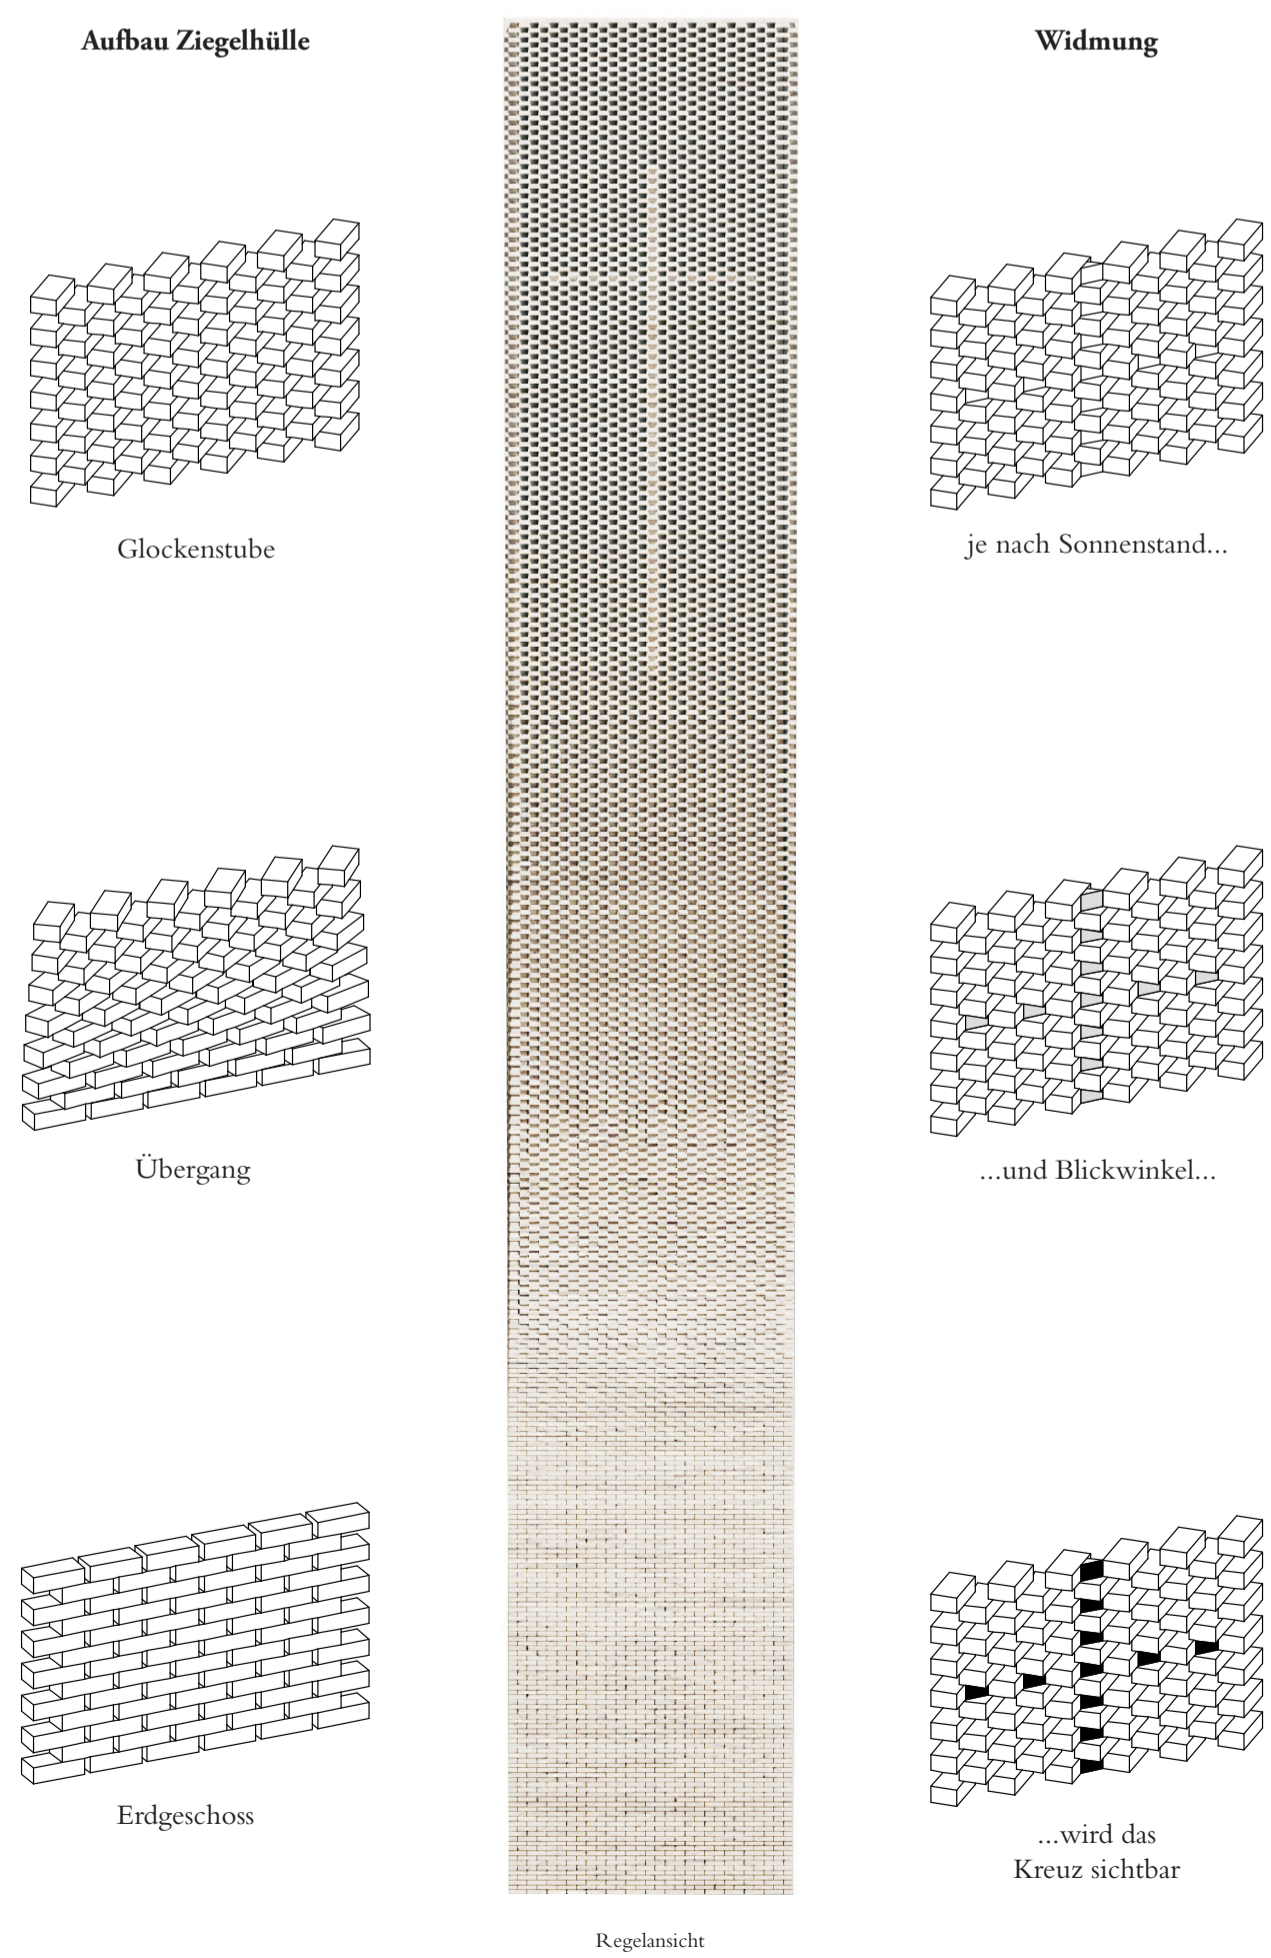 Aufbau Ziegelhülle
Glockenstube
Übergang
Erdgeschoss
Regelansicht
Widmung
je nach Sonnenstand...
...und Blickwinkel...
...wird das
Kreuz sichtbar